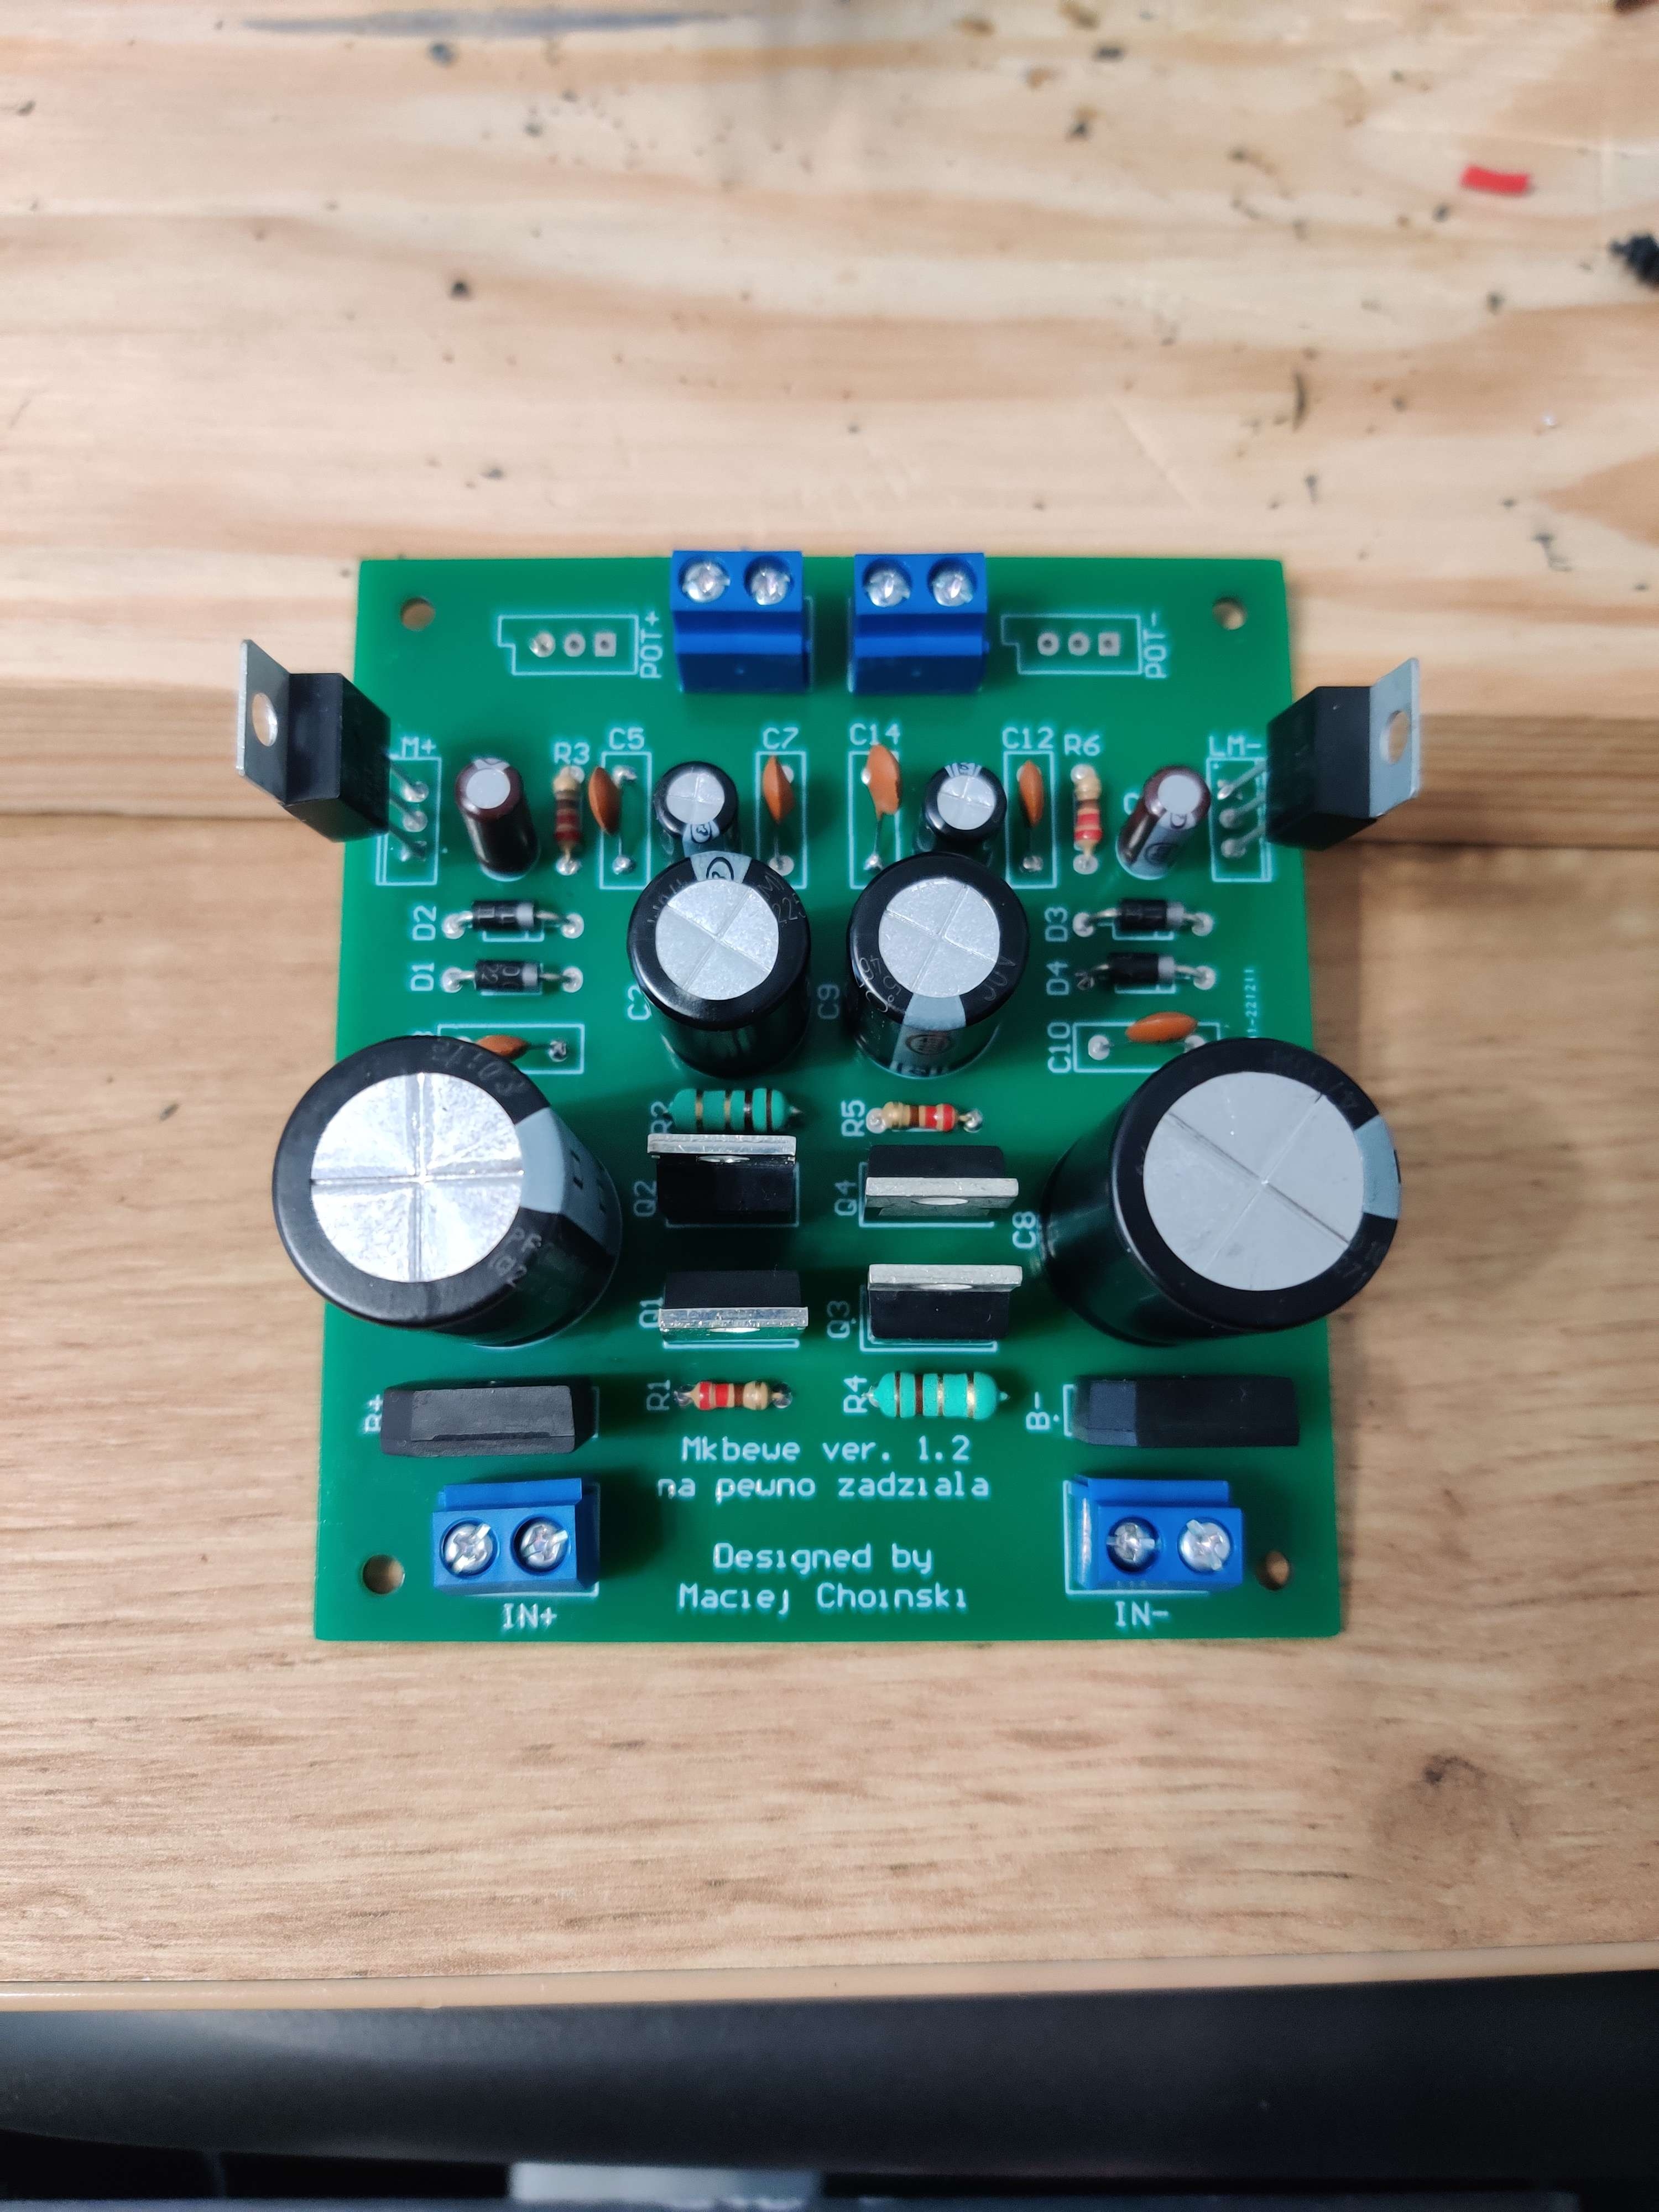 POT+
POT-
M+
R3
C5
C7
C14
C12
R6
LM-
D2
D3
D1
C2
C9
D4
C10
R2
R5
Q2
Q4
C8
Q1
Q3
R1
R4
B-
Mkbewe ver. 1.2
na pewno zadziala
Designed by
Maciej Choinski
IN+
IN-